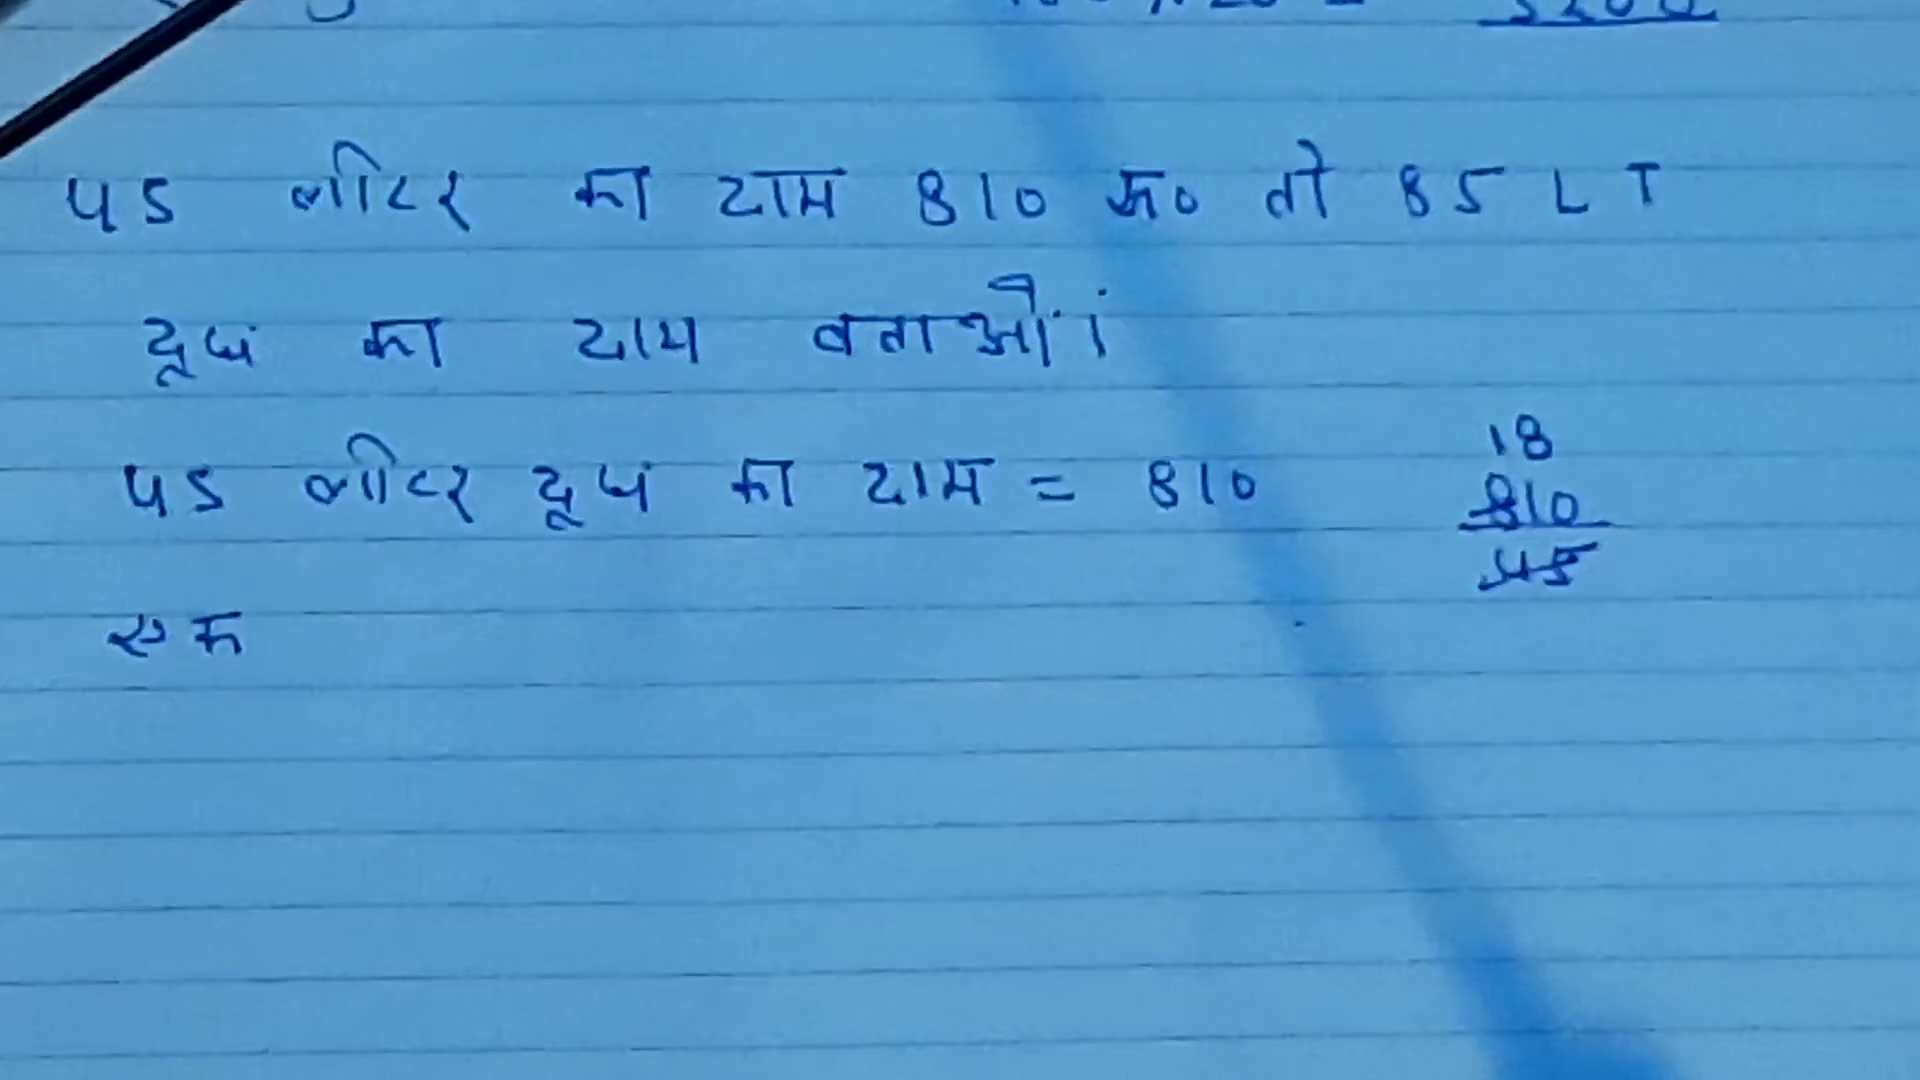 45 लीटर का दाम 810 रू० तो 85 LT
दूध का दाम बताओ।
45 लीटर दूध का दाम = 810
18
810
45
एक